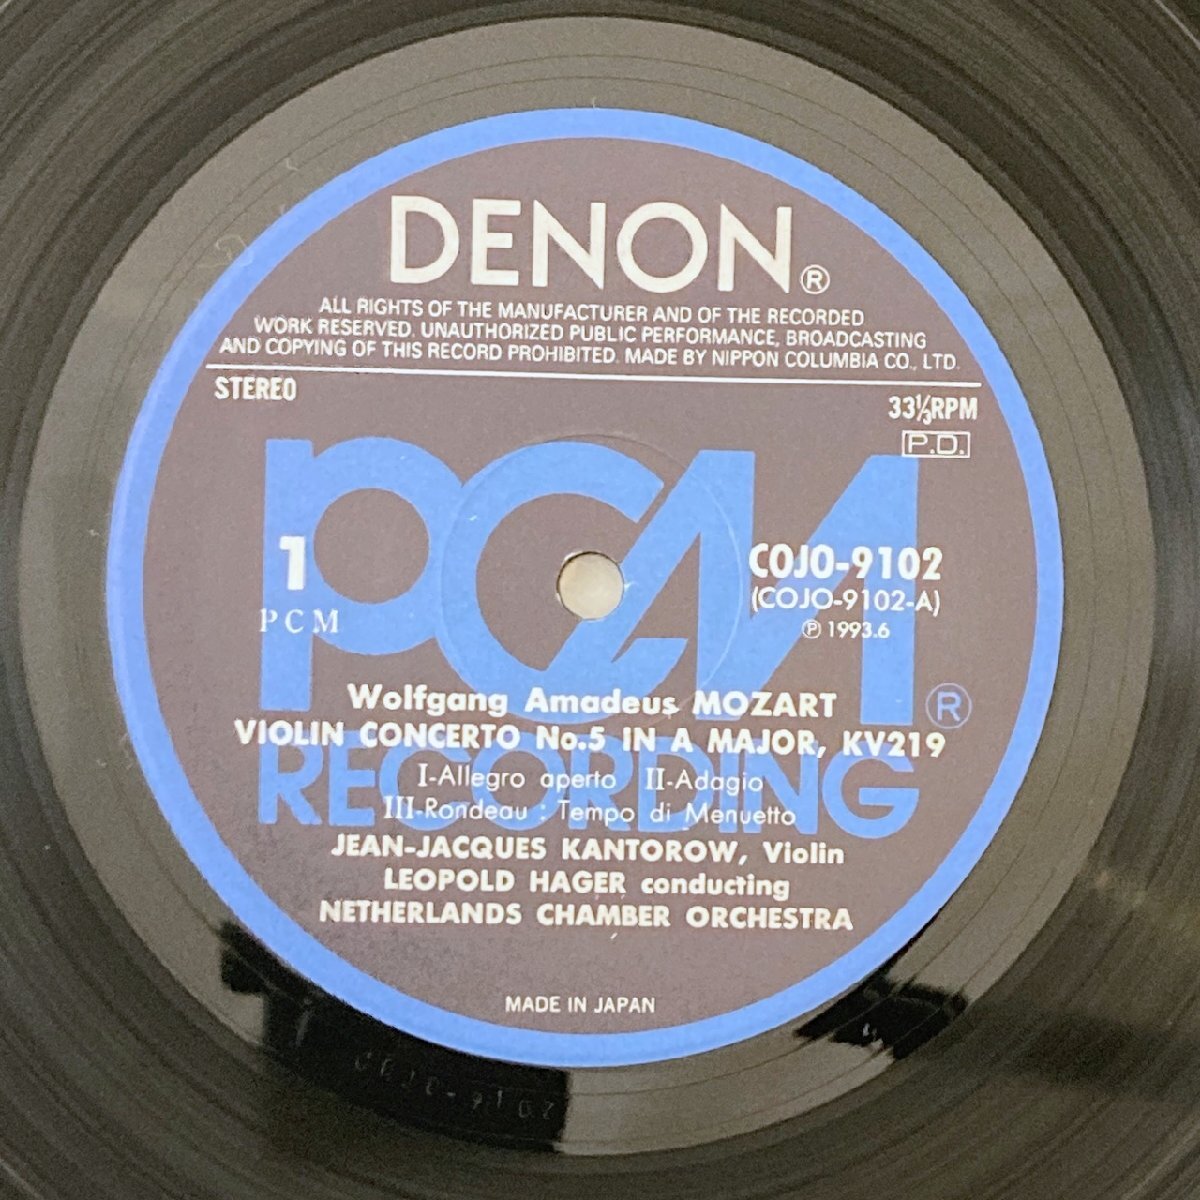 DENON®
ALL RIGHTS OF THE MANUFACTURER AND OF THE RECORDED
WORK RESERVED. UNAUTHORIZED PUBLIC PERFORMANCE, BROADCASTING
AND COPYING OF THIS RECORD PROHIBITED. MADE BY NIPPON COLUMBIA CO., LTD.
STEREO
33⅓RPM
P.D.
PCM
RECORDING®
1
PCM
COJO-9102
(COJO-9102-A)
℗ 1993.6
Wolfgang Amadeus MOZART
VIOLIN CONCERTO No.5 IN A MAJOR, KV219
I-Allegro aperto II-Adagio
III-Rondeau : Tempo di Menuetto
JEAN-JACQUES KANTOROW, Violin
LEOPOLD HAGER conducting
NETHERLANDS CHAMBER ORCHESTRA
MADE IN JAPAN
COJO-9102